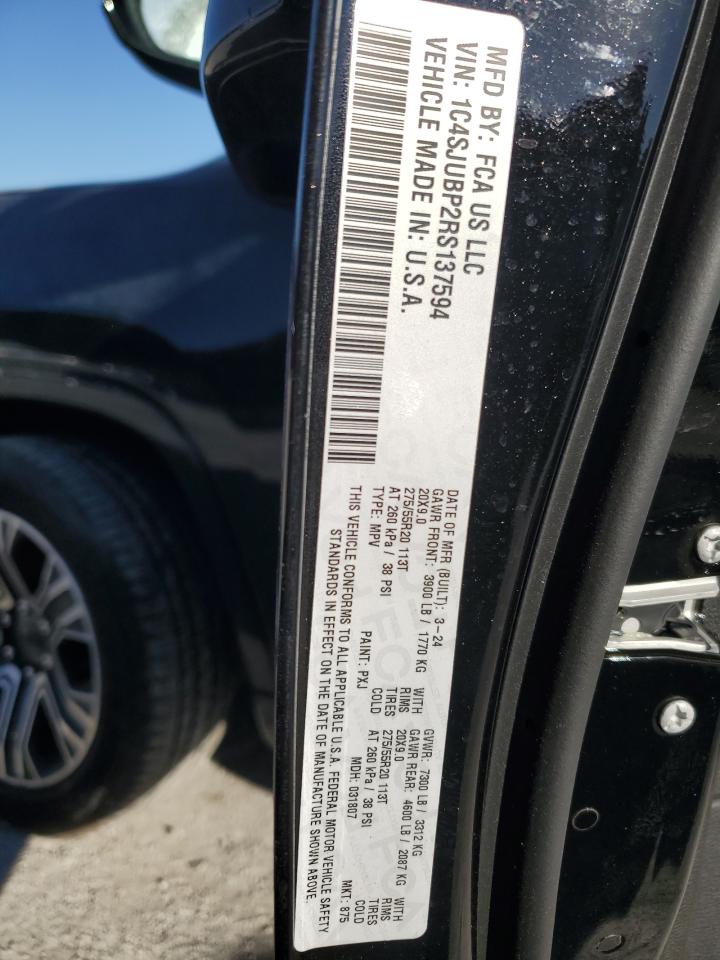 MFD BY: FCA US LLC
VIN: 1C4SJUBP2RS137594
VEHICLE MADE IN: U.S.A.
DATE OF MFR (BUILT): 3-24 GVWR: 7300 LB / 3312 KG
GAWR FRONT: 3900 LB / 1770 KG WITH GAWR REAR: 4600 LB / 2087 KG WITH
20X9.0 RIMS 20X9.0 RIMS
275/55R20 113T TIRES 275/55R20 113T TIRES
AT 260 kPa / 38 PSI COLD AT 260 kPa / 38 PSI COLD
TYPE: MPV PAINT: PXJ MDH: 031807 MKT: 875
THIS VEHICLE CONFORMS TO ALL APPLICABLE U.S.A. FEDERAL MOTOR VEHICLE SAFETY
STANDARDS IN EFFECT ON THE DATE OF MANUFACTURE SHOWN ABOVE.